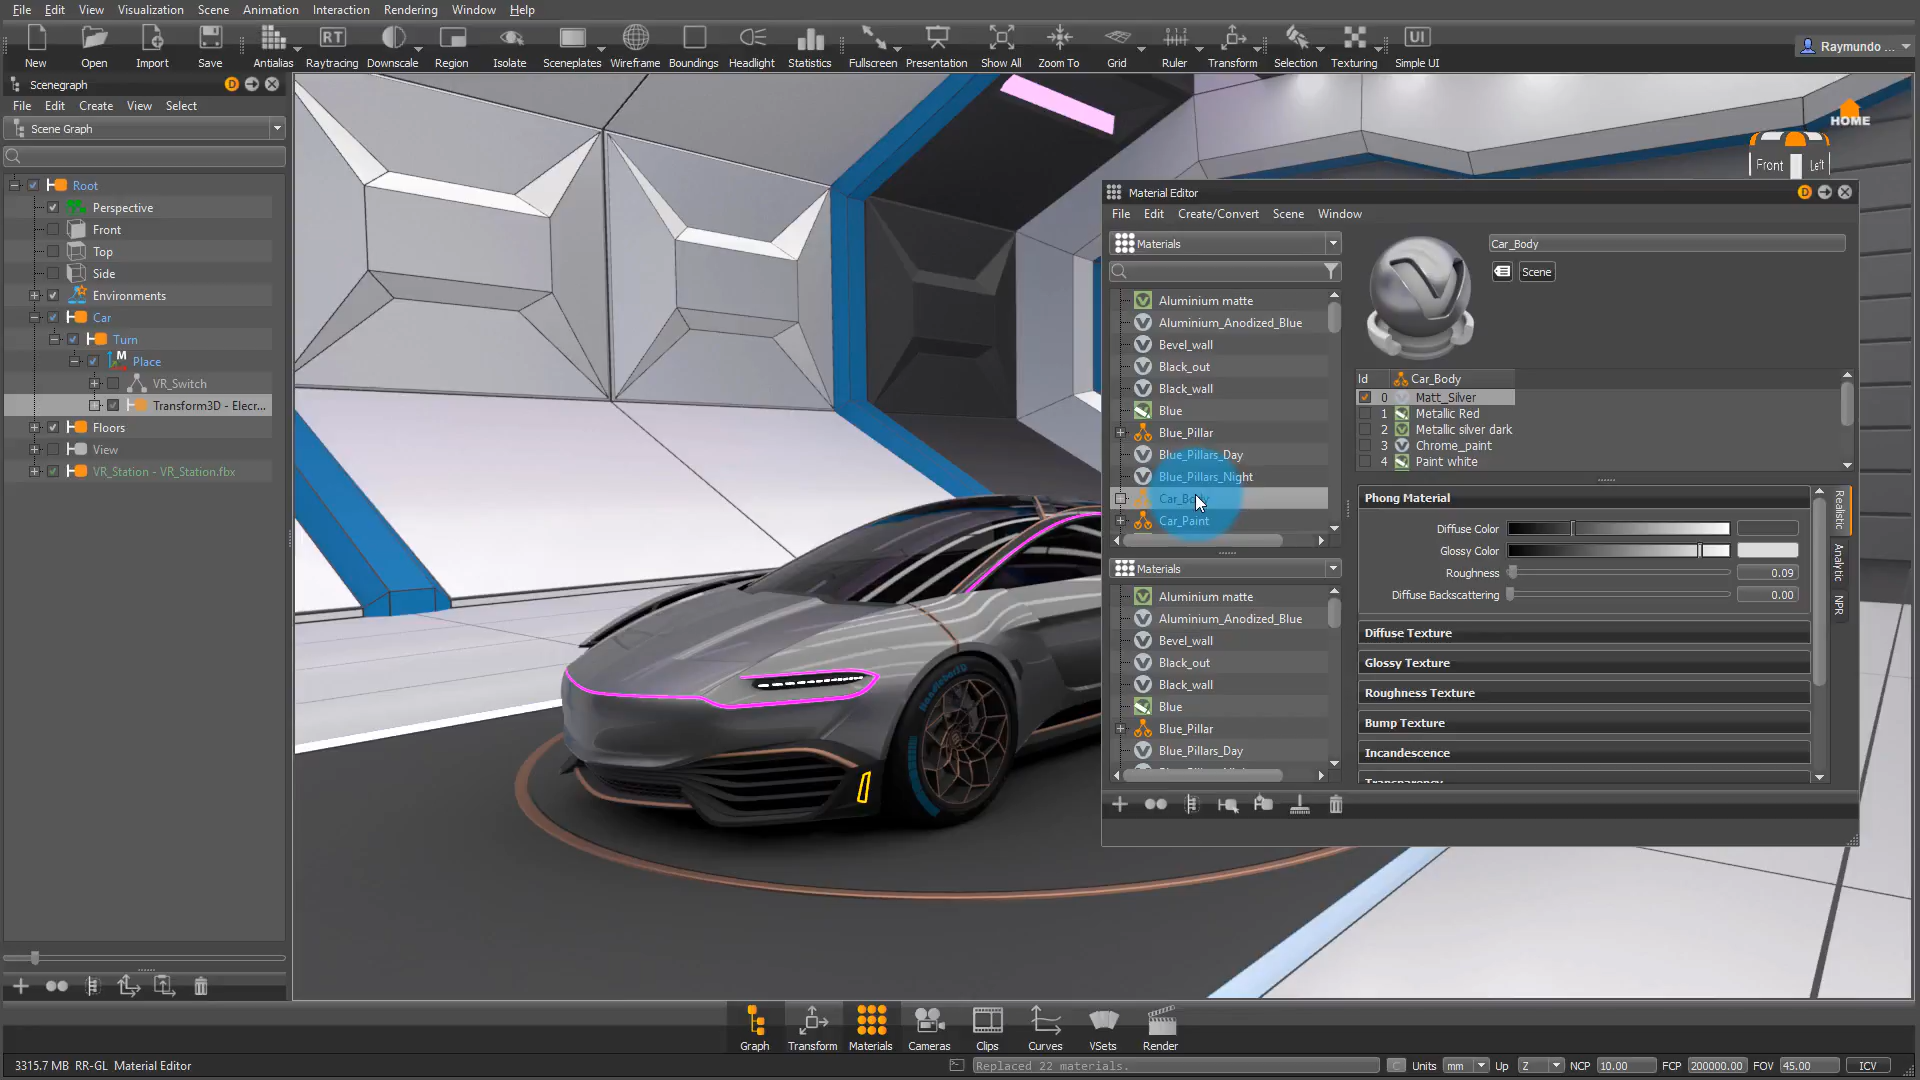 File Edit View Visualization Scene Animation Interaction Rendering Window Help
New Open Import Save Antialias Raytracing Downscale Region Isolate Sceneplates Wireframe Boundings Headlight Statistics Fullscreen Presentation Show All Zoom To Grid Ruler Transform Selection Texturing Simple UI
RT
UI
Raymundo ...
Scenegraph
D
File Edit Create View Select
Scene Graph
Root
Perspective
Front
Top
Side
Environments
Car
Turn
M
Place
VR_Switch
Transform3D - Elecr...
Floors
View
VR_Station - VR_Station.fbx
HOME
Front Left
Material Editor
D
File Edit Create/Convert Scene Window
Materials
Aluminium matte
Aluminium_Anodized_Blue
Bevel_wall
Black_out
Black_wall
Blue
Blue_Pillar
Blue_Pillars_Day
Blue_Pillars_Night
Car_Body
Car_Paint
Materials
Aluminium matte
Aluminium_Anodized_Blue
Bevel_wall
Black_out
Black_wall
Blue
Blue_Pillar
Blue_Pillars_Day
Car_Body
Scene
Id Car_Body
0 Matt_Silver
1 Metallic Red
2 Metallic silver dark
3 Chrome_paint
4 Paint white
Phong Material
Diffuse Color
Glossy Color
Roughness 0.09
Diffuse Backscattering 0.00
Diffuse Texture
Glossy Texture
Roughness Texture
Bump Texture
Incandescence
Transparency
Realistic
Analytic
NPR
Graph Transform Materials Cameras Clips Curves VSets Render
3315.7 MB RR-GL Material Editor
Replaced 22 materials.
Units mm Up Z NCP 10.00 FCP 200000.00 FOV 45.00 ICV